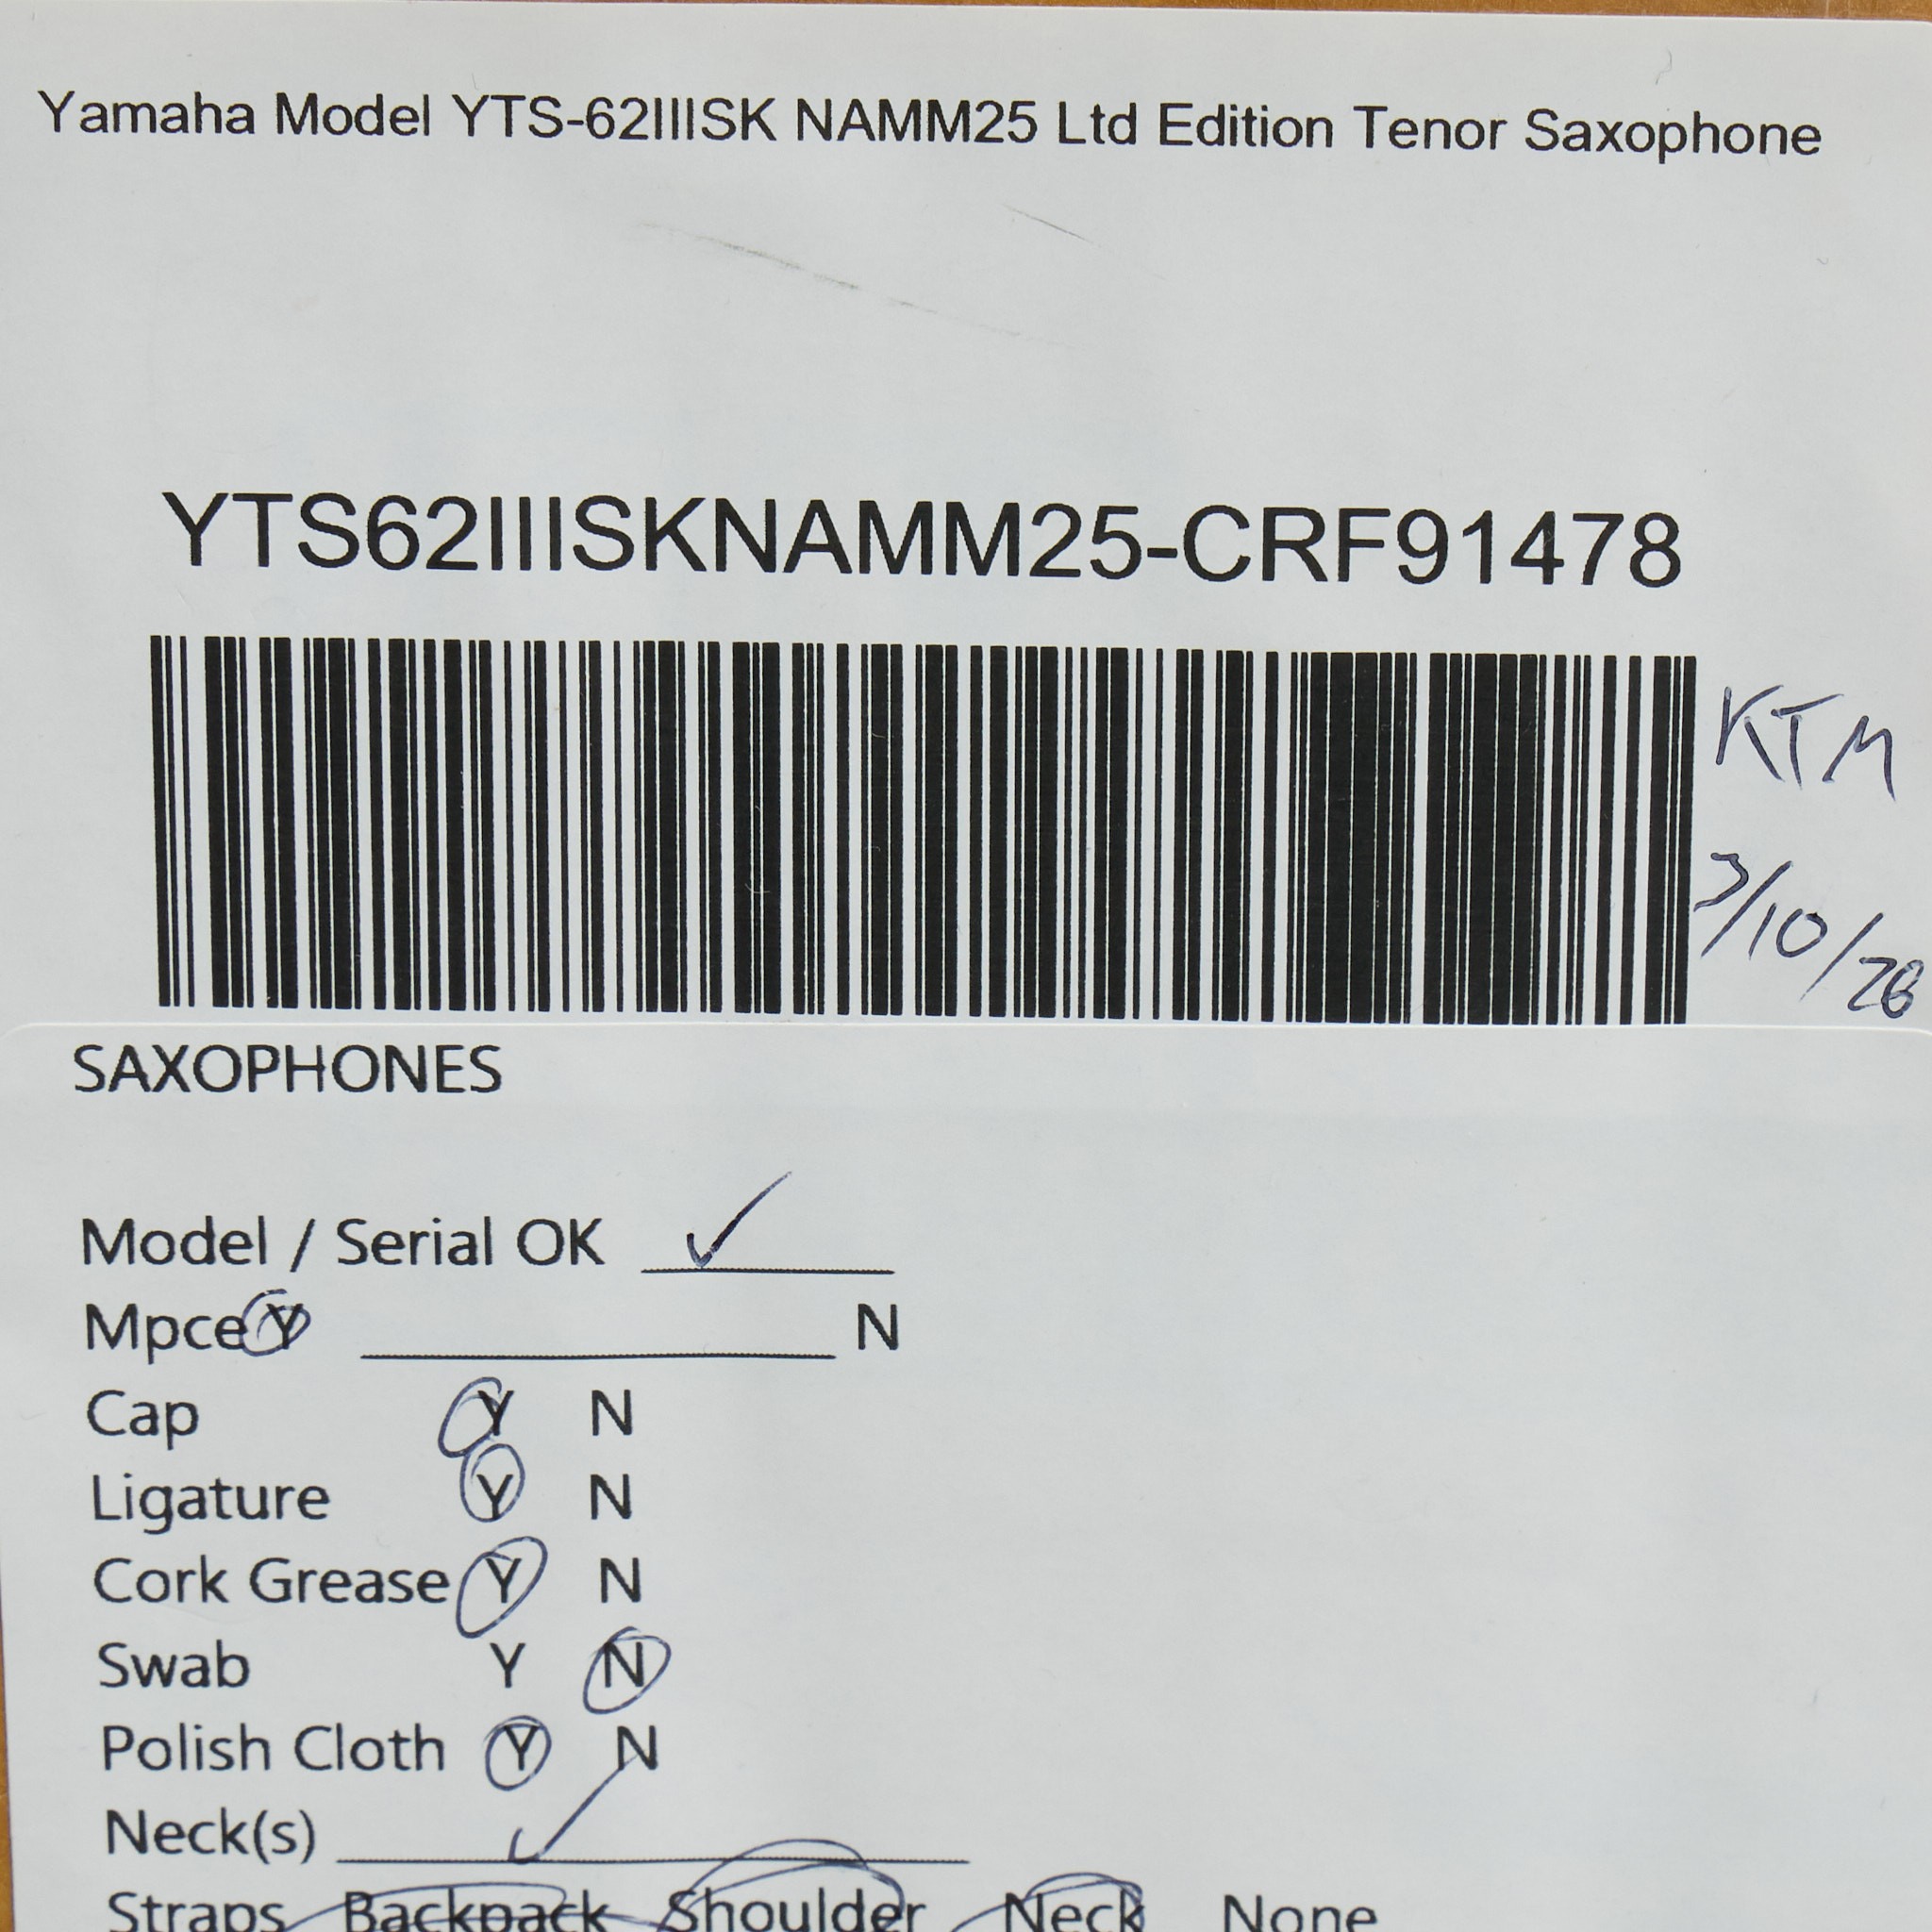 Yamaha Model YTS-62IIISK NAMM25 Ltd Edition Tenor Saxophone
YTS62IIISKNAMM25-CRF91478
KTM
3/10/26
SAXOPHONES
Model / Serial OK ✓
Mpce Y N
Cap Y N
Ligature Y N
Cork Grease Y N
Swab Y N
Polish Cloth Y N
Neck(s) ✓
Straps Backpack Shoulder Neck None